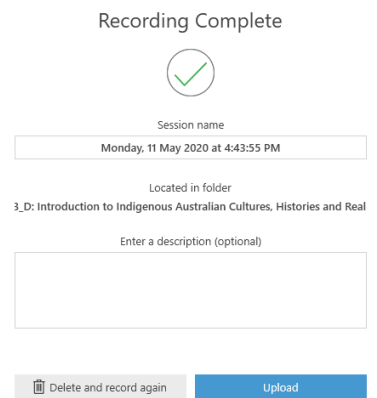 Recording Complete
Session name
Monday, 11 May 2020 at 4:43:55 PM
Located in folder
3_D: Introduction to Indigenous Australian Cultures, Histories and Real
Enter a description (optional)
Delete and record again
Upload